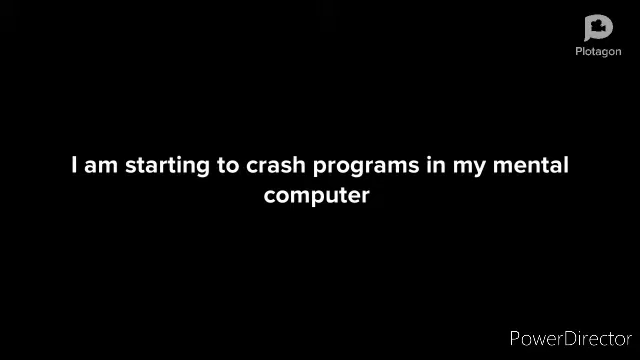 Plotagon
I am starting to crash programs in my mental
computer
PowerDirector